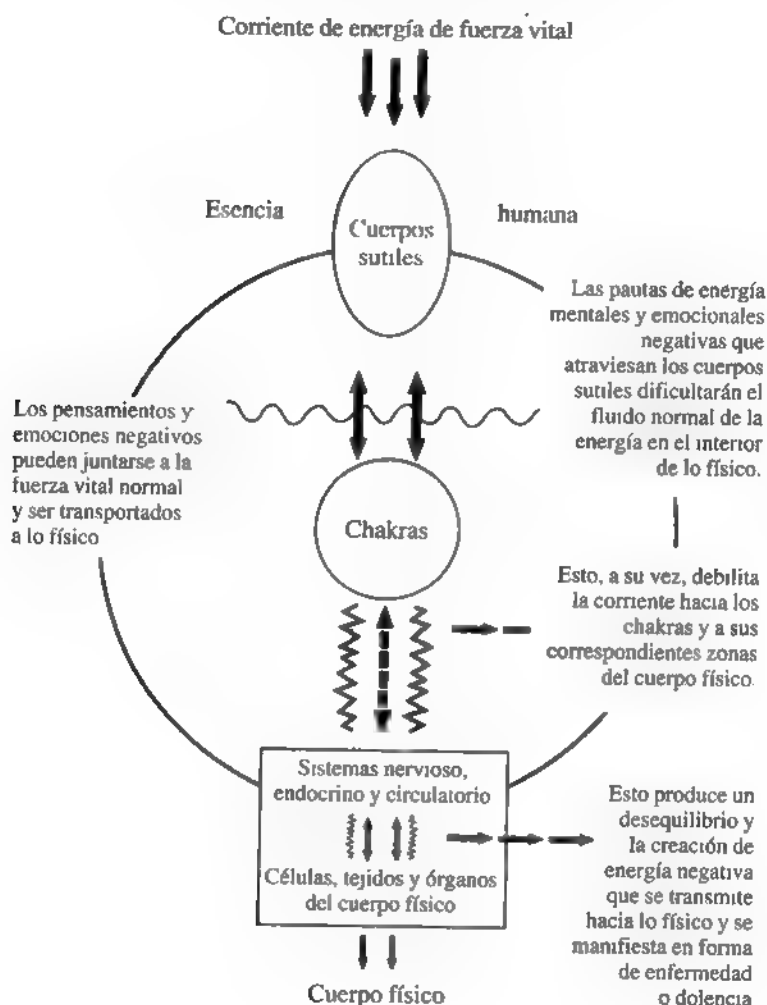 Corriente de energía de fuerza vital
Esencia
humana
Cuerpos
sutiles
Las pautas de energía
mentales y emocionales
negativas que
atraviesan los cuerpos
sutiles dificultarán el
fluido normal de la
energía en el interior
de lo físico.
Los pensamientos y
emociones negativos
pueden juntarse a la
fuerza vital normal
y ser transportados
a lo físico
Chakras
Esto, a su vez, debilita
la corriente hacia los
chakras y a sus
correspondientes zonas
del cuerpo físico.
Sistemas nervioso,
endocrino y circulatorio
Células, tejidos y órganos
del cuerpo físico
Esto produce un
desequilibrio y
la creación de
energía negativa
que se transmite
hacia lo físico y se
manifiesta en forma
de enfermedad
o dolencia
Cuerpo físico